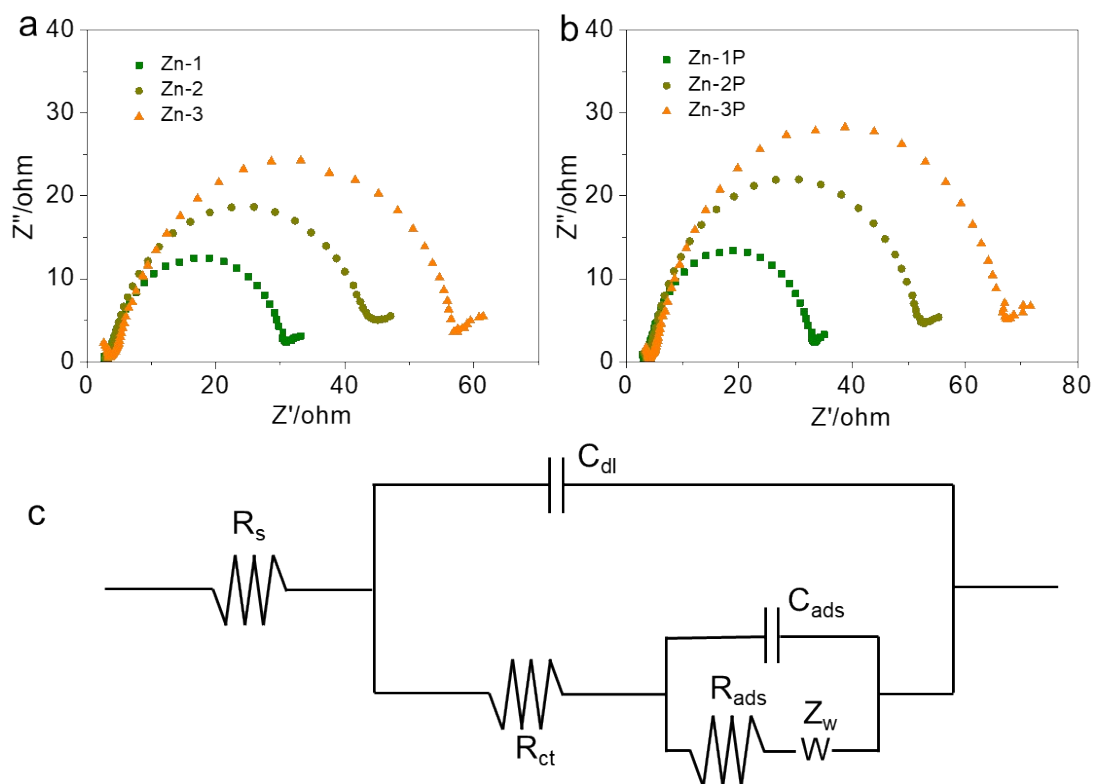 a
40
30
20
10
0
Z''/ohm
Zn-1
Zn-2
Zn-3
0 20 40 60
Z'/ohm
b
40
30
20
10
0
Z''/ohm
Zn-1P
Zn-2P
Zn-3P
0 20 40 60 80
Z'/ohm
c
Cdl
Rs
Cads
Rads
Zw
W
Rct